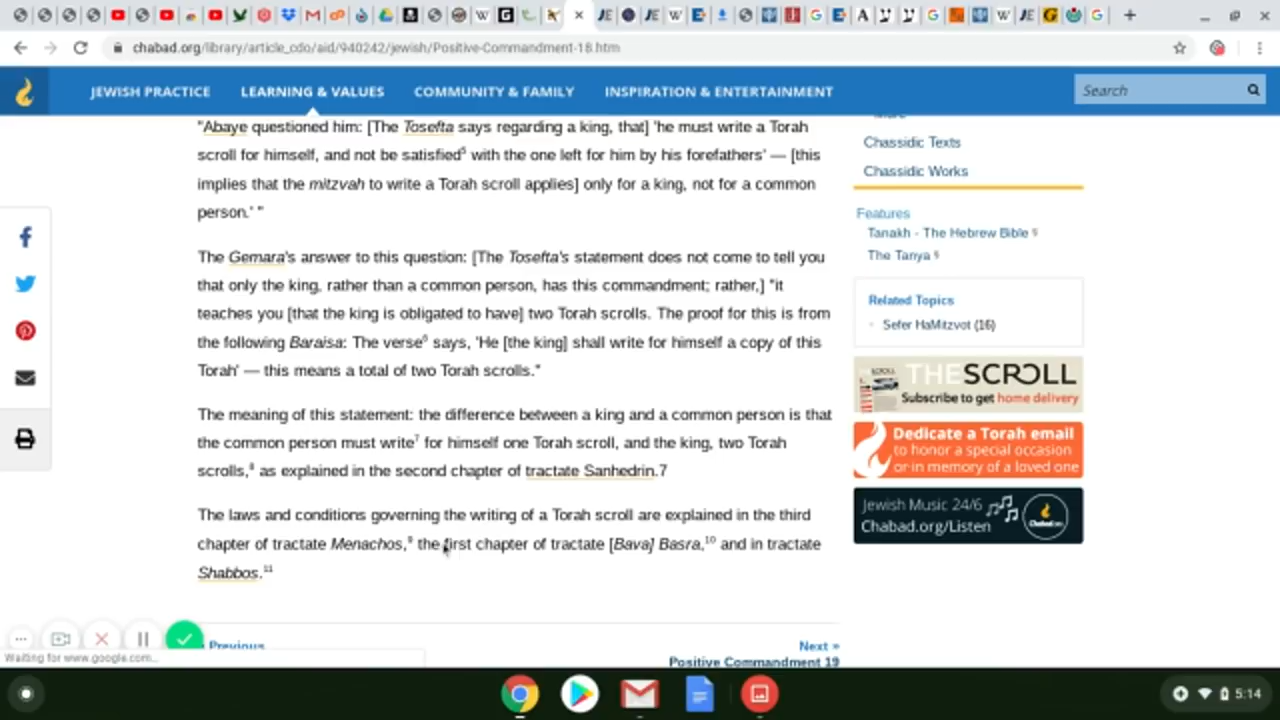 chabad.org/library/article_cdo/aid/940242/jewish/Positive-Commandment-18.htm
JEWISH PRACTICE
LEARNING & VALUES
COMMUNITY & FAMILY
INSPIRATION & ENTERTAINMENT
Search
"Abaye questioned him: [The Tosefta says regarding a king, that] 'he must write a Torah
scroll for himself, and not be satisfied5 with the one left for him by his forefathers' — [this
implies that the mitzvah to write a Torah scroll applies] only for a king, not for a common
person.' "
The Gemara's answer to this question: [The Tosefta's statement does not come to tell you
that only the king, rather than a common person, has this commandment; rather,] "it
teaches you [that the king is obligated to have] two Torah scrolls. The proof for this is from
the following Baraisa: The verse6 says, 'He [the king] shall write for himself a copy of this
Torah' — this means a total of two Torah scrolls."
The meaning of this statement: the difference between a king and a common person is that
the common person must write7 for himself one Torah scroll, and the king, two Torah
scrolls,8 as explained in the second chapter of tractate Sanhedrin.7
The laws and conditions governing the writing of a Torah scroll are explained in the third
chapter of tractate Menachos,9 the first chapter of tractate [Bava] Basra,10 and in tractate
Shabbos.11
Previous
Next »
Positive Commandment 19
Chassidic Texts
Chassidic Works
Features
Tanakh - The Hebrew Bible
The Tanya
Related Topics
Sefer HaMitzvot (16)
THE SCROLL
Subscribe to get home delivery
Dedicate a Torah email
to honor a special occasion
or in memory of a loved one
Jewish Music 24/6
Chabad.org/Listen
Waiting for www.google.com...
5:14